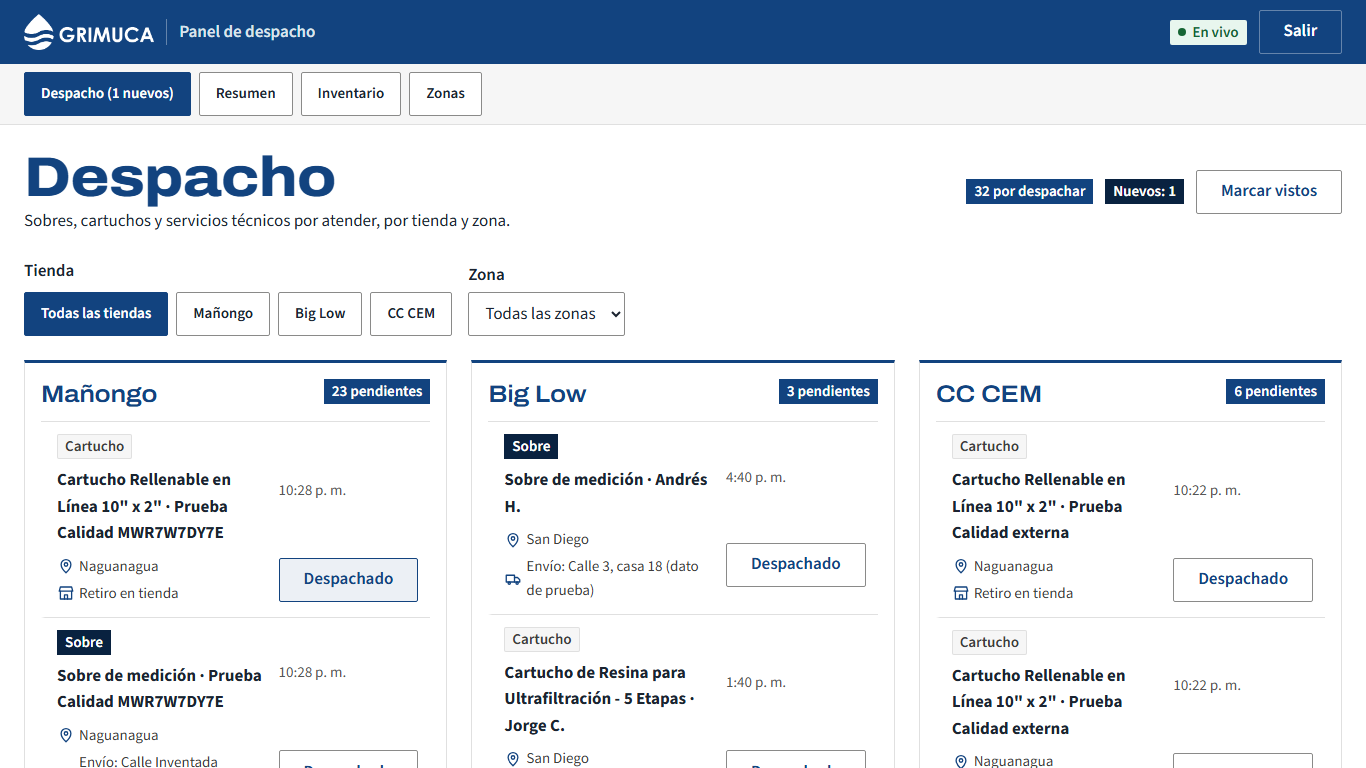 GRIMUCA
Panel de despacho
En vivo
Salir
Despacho (1 nuevos)
Resumen
Inventario
Zonas
Despacho
Sobres, cartuchos y servicios técnicos por atender, por tienda y zona.
32 por despachar
Nuevos: 1
Marcar vistos
Tienda
Todas las tiendas
Mañongo
Big Low
CC CEM
Zona
Todas las zonas
Mañongo
23 pendientes
Cartucho
Cartucho Rellenable en
Línea 10" x 2" · Prueba
Calidad MWR7W7DY7E
10:28 p. m.
Naguanagua
Retiro en tienda
Despachado
Sobre
Sobre de medición · Prueba
Calidad MWR7W7DY7E
10:28 p. m.
Naguanagua
Envío: Calle Inventada
Despachado
Big Low
3 pendientes
Sobre
Sobre de medición · Andrés
H.
4:40 p. m.
San Diego
Envío: Calle 3, casa 18 (dato
de prueba)
Despachado
Cartucho
Cartucho de Resina para
Ultrafiltración - 5 Etapas ·
Jorge C.
1:40 p. m.
San Diego
Despachado
CC CEM
6 pendientes
Cartucho
Cartucho Rellenable en
Línea 10" x 2" · Prueba
Calidad externa
10:22 p. m.
Naguanagua
Retiro en tienda
Despachado
Cartucho
Cartucho Rellenable en
Línea 10" x 2" · Prueba
Calidad externa
10:22 p. m.
Naguanagua